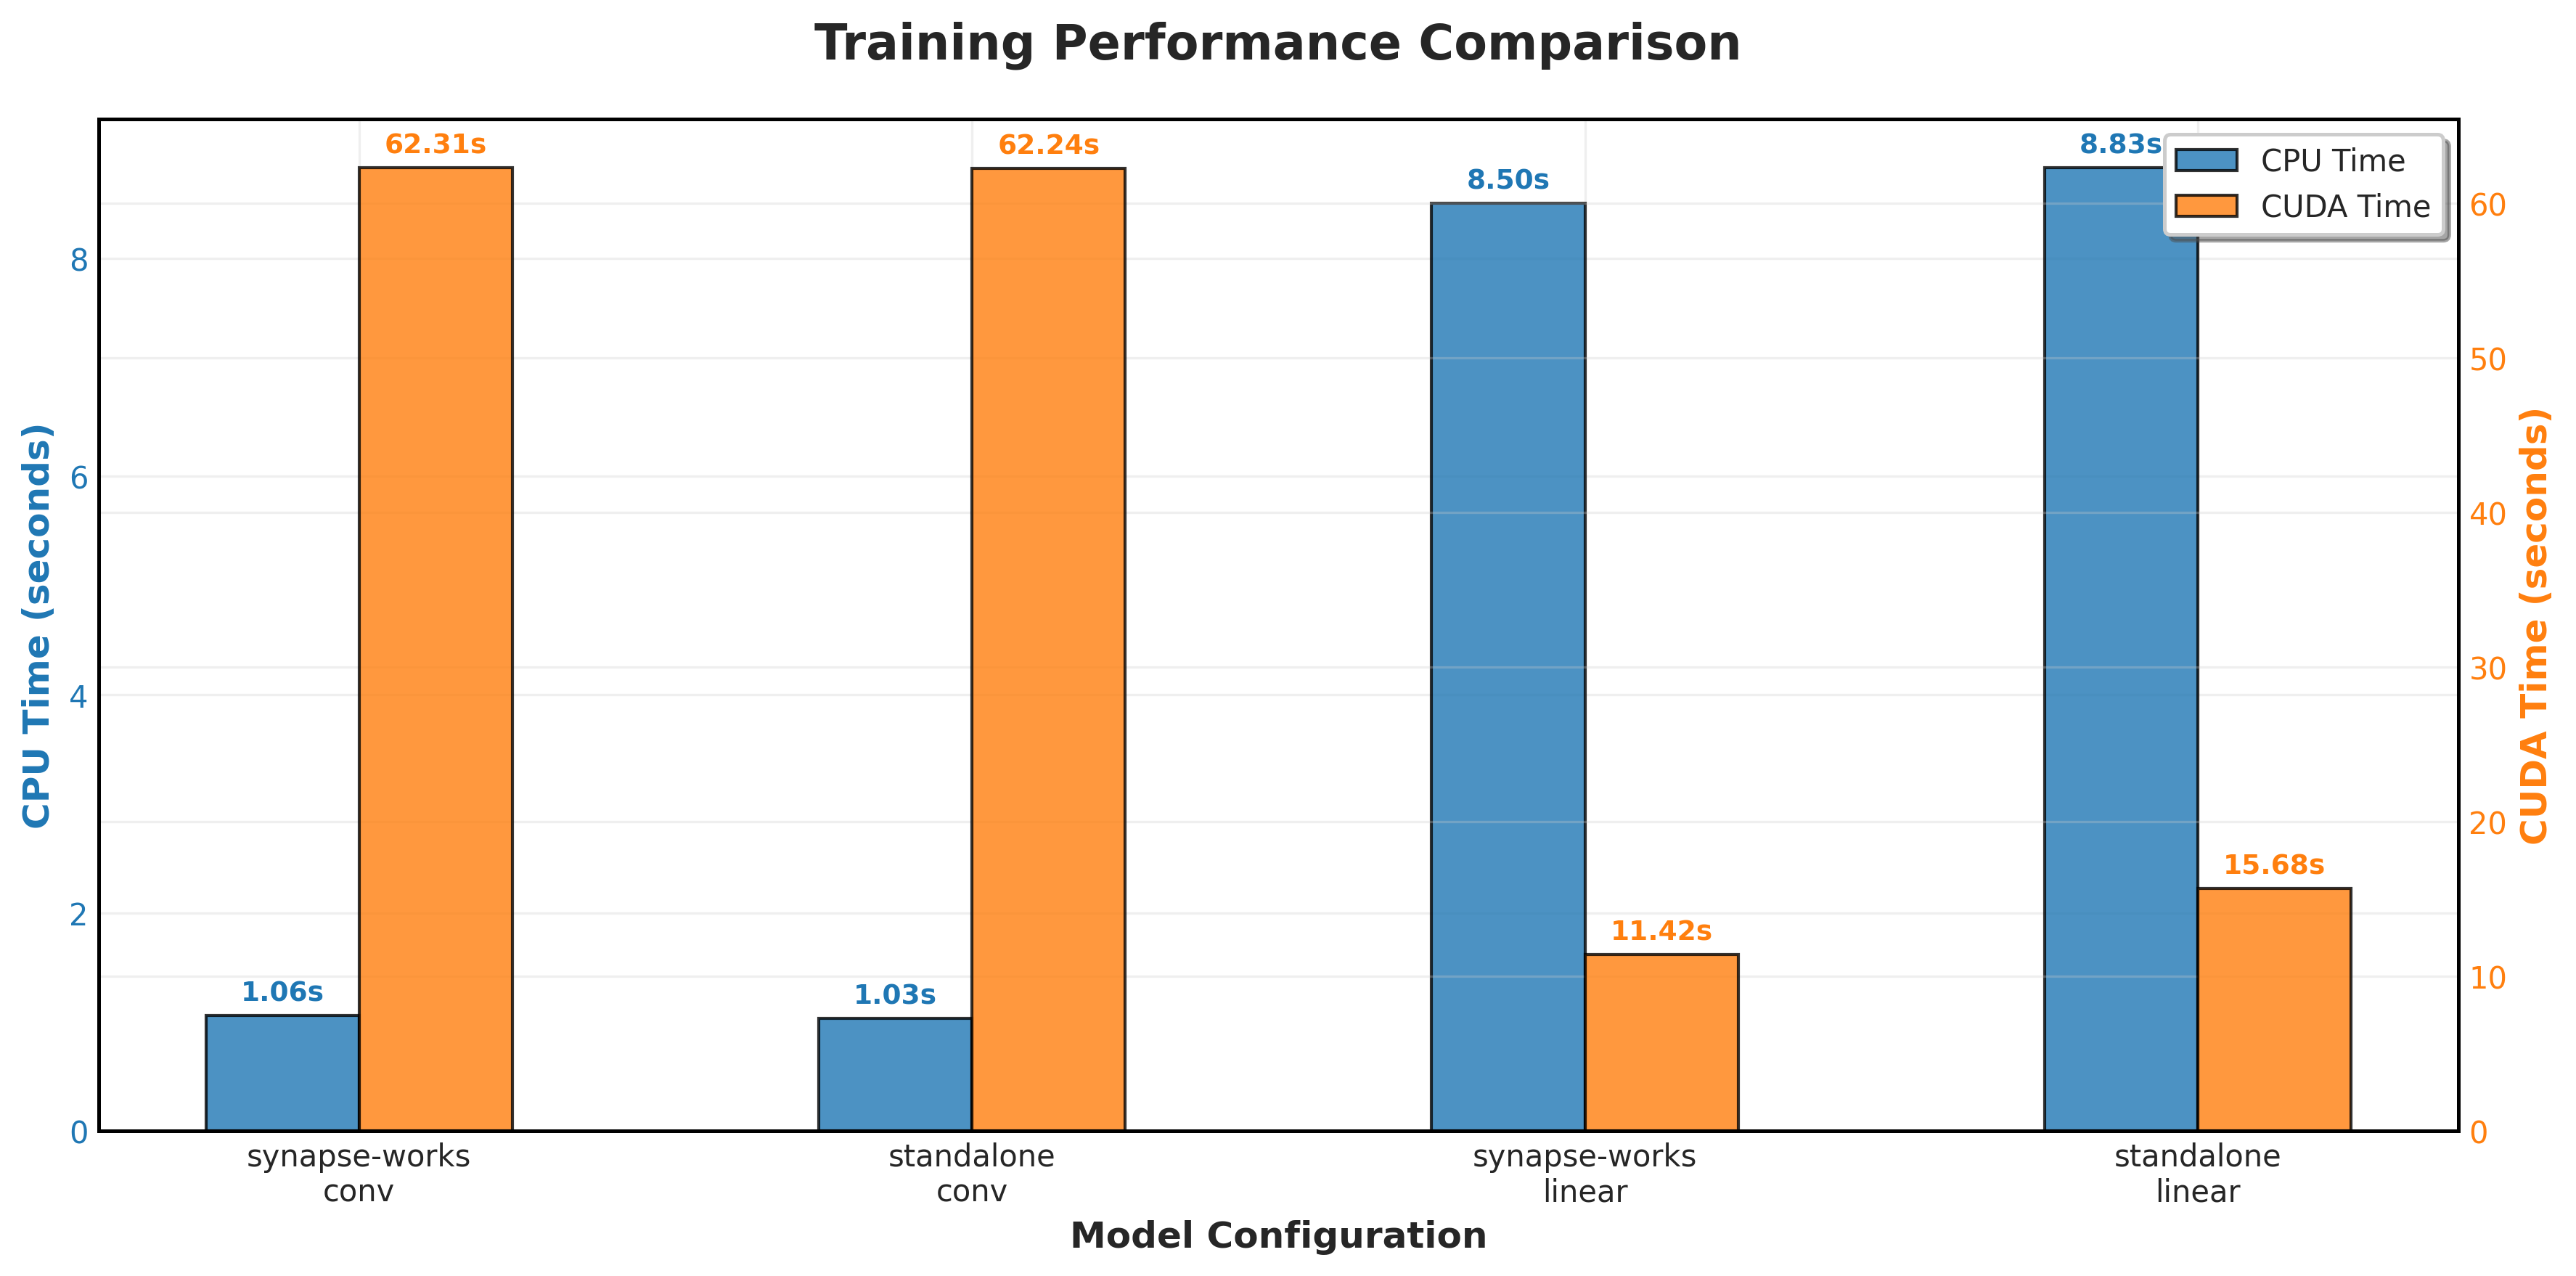 Training Performance Comparison
62.31s
62.24s
8.50s
8.83s
1.06s
1.03s
11.42s
15.68s
CPU Time
CUDA Time
CPU Time (seconds)
8
6
4
2
0
CUDA Time (seconds)
60
50
40
30
20
10
0
synapse-works
conv
standalone
conv
synapse-works
linear
standalone
linear
Model Configuration